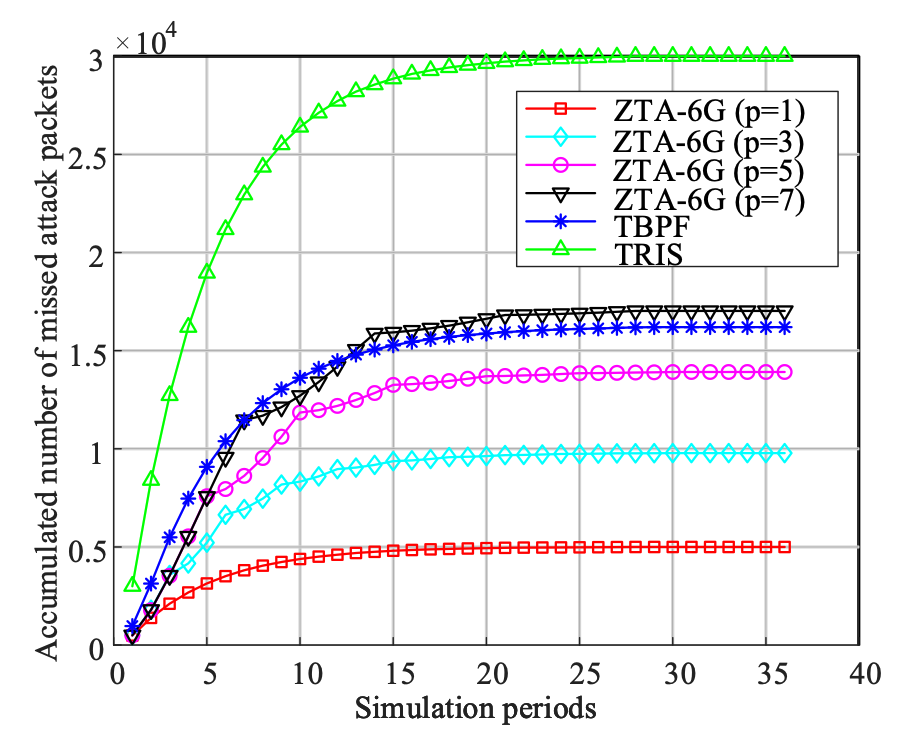 ×10⁴
3
2.5
2
1.5
1
0.5
0
Accumulated number of missed attack packets
ZTA-6G (p=1)
ZTA-6G (p=3)
ZTA-6G (p=5)
ZTA-6G (p=7)
TBPF
TRIS
0 5 10 15 20 25 30 35 40
Simulation periods